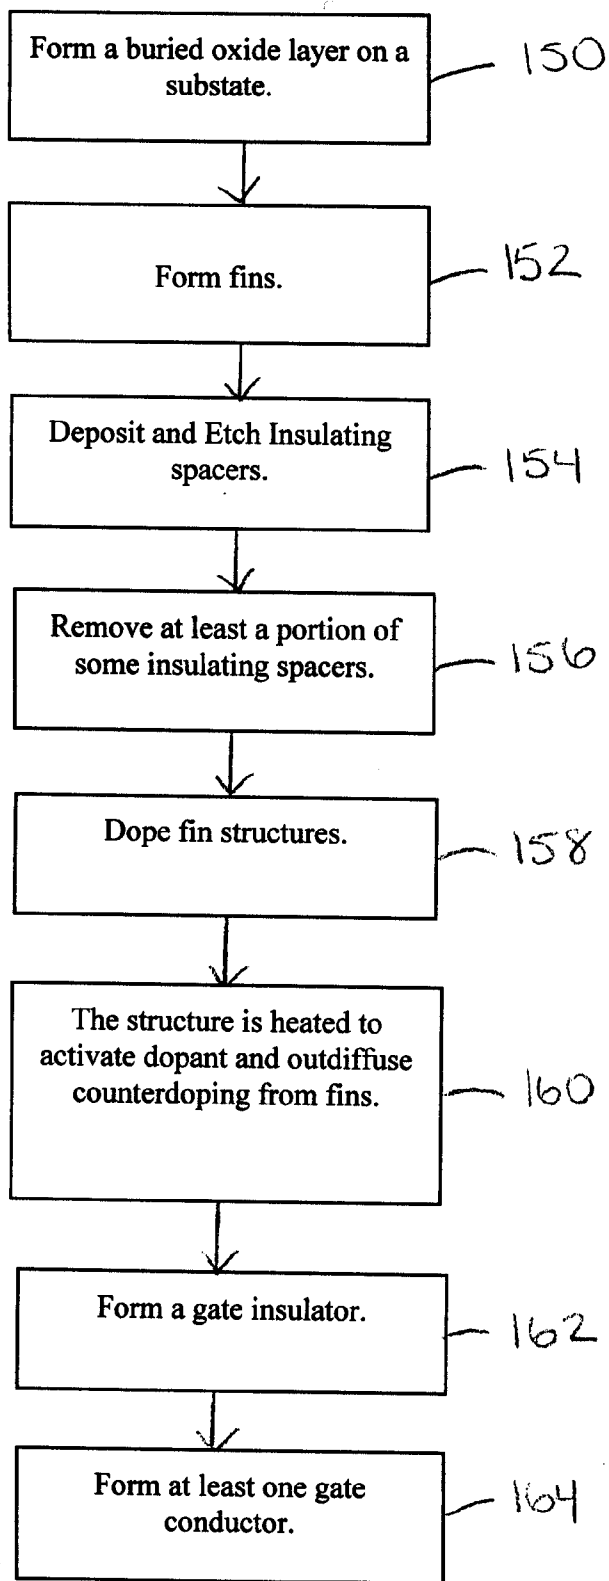 Form a buried oxide layer on a
substate.
150
Form fins.
152
Deposit and Etch Insulating
spacers.
154
Remove at least a portion of
some insulating spacers.
156
Dope fin structures.
158
The structure is heated to
activate dopant and outdiffuse
counterdoping from fins.
160
Form a gate insulator.
162
Form at least one gate
conductor.
164